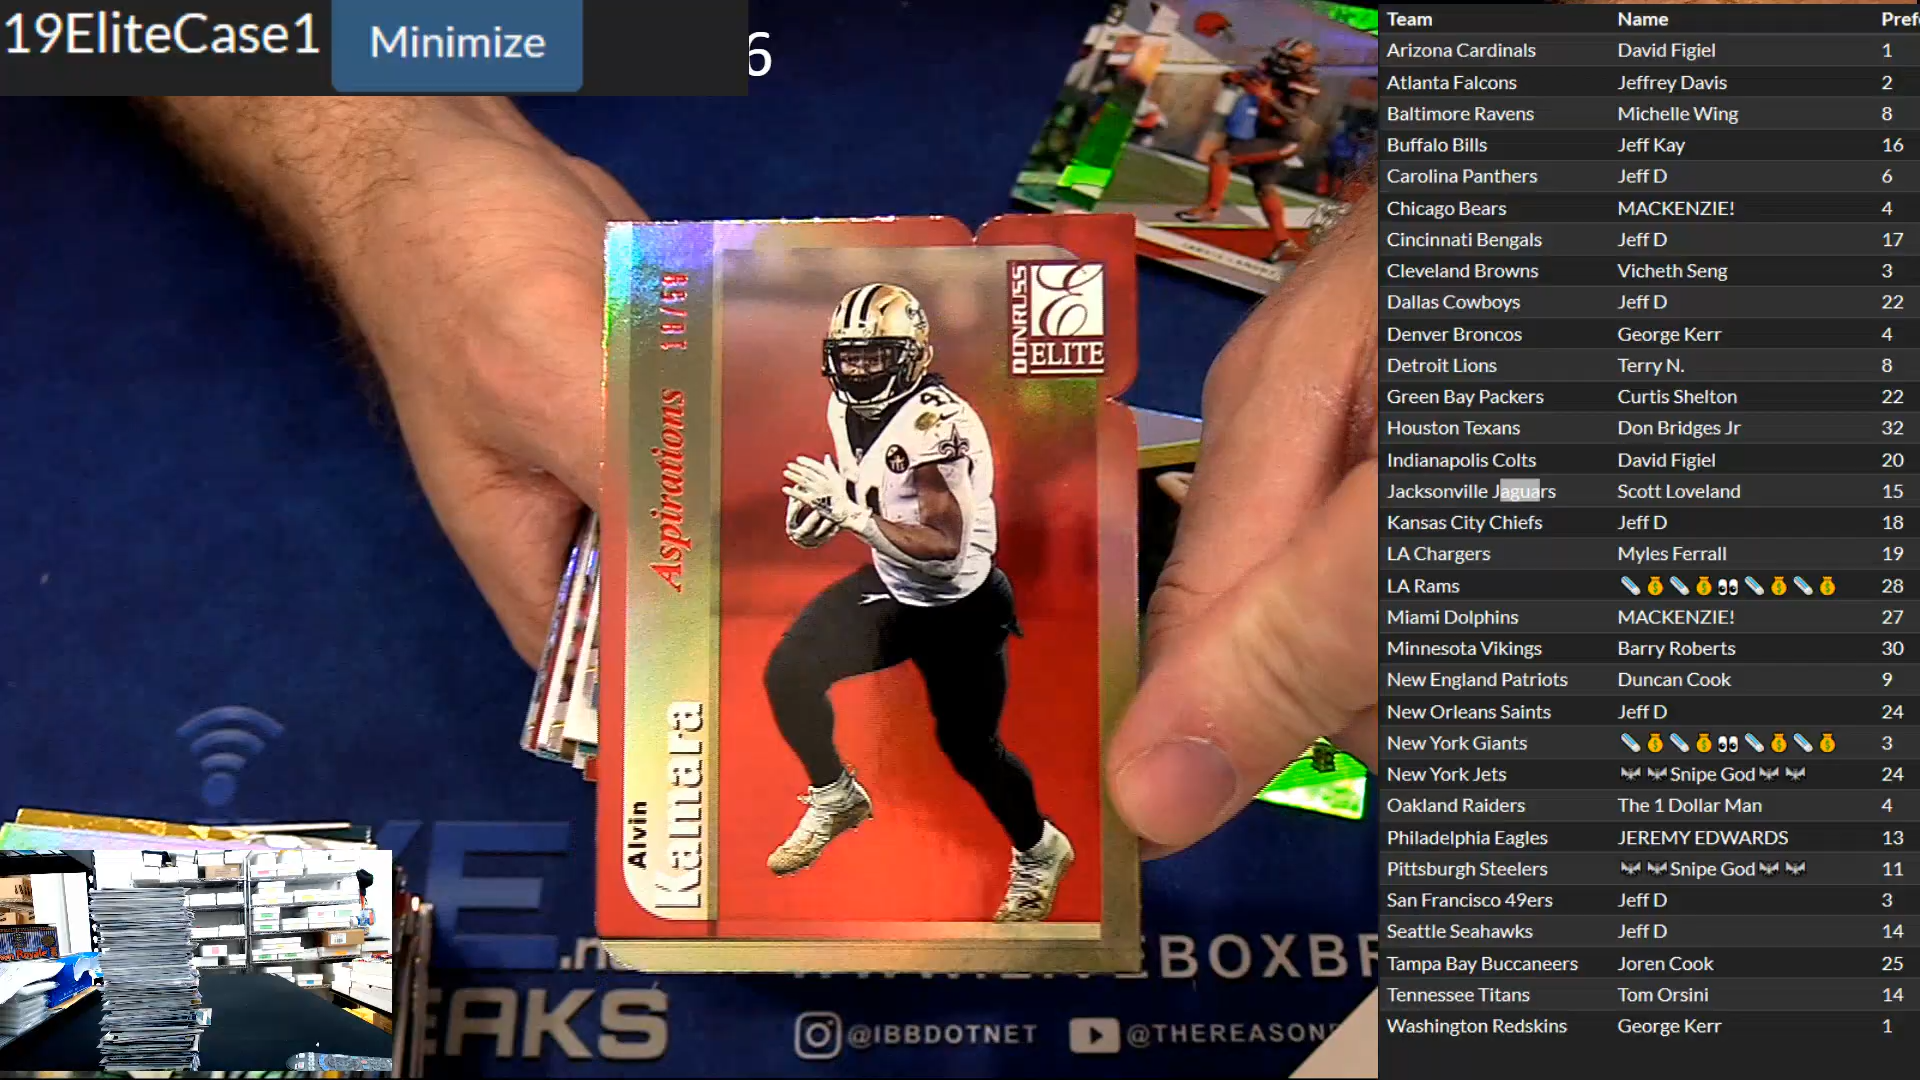 19EliteCase1
Minimize
6
Aspirations
DONRUSS
ELITE
Alvin
Kamara
BOXBR
EAKS
@IBBDOTNET
@THEREASON
Team Name Pref
Arizona Cardinals David Figiel 1
Atlanta Falcons Jeffrey Davis 2
Baltimore Ravens Michelle Wing 8
Buffalo Bills Jeff Kay 16
Carolina Panthers Jeff D 6
Chicago Bears MACKENZIE! 4
Cincinnati Bengals Jeff D 17
Cleveland Browns Vicheth Seng 3
Dallas Cowboys Jeff D 22
Denver Broncos George Kerr 4
Detroit Lions Terry N. 8
Green Bay Packers Curtis Shelton 22
Houston Texans Don Bridges Jr 32
Indianapolis Colts David Figiel 20
Jacksonville Jaguars Scott Loveland 15
Kansas City Chiefs Jeff D 18
LA Chargers Myles Ferrall 19
LA Rams 28
Miami Dolphins MACKENZIE! 27
Minnesota Vikings Barry Roberts 30
New England Patriots Duncan Cook 9
New Orleans Saints Jeff D 24
New York Giants 3
New York Jets Snipe God 24
Oakland Raiders The 1 Dollar Man 4
Philadelphia Eagles JEREMY EDWARDS 13
Pittsburgh Steelers Snipe God 11
San Francisco 49ers Jeff D 3
Seattle Seahawks Jeff D 14
Tampa Bay Buccaneers Joren Cook 25
Tennessee Titans Tom Orsini 14
Washington Redskins George Kerr 1